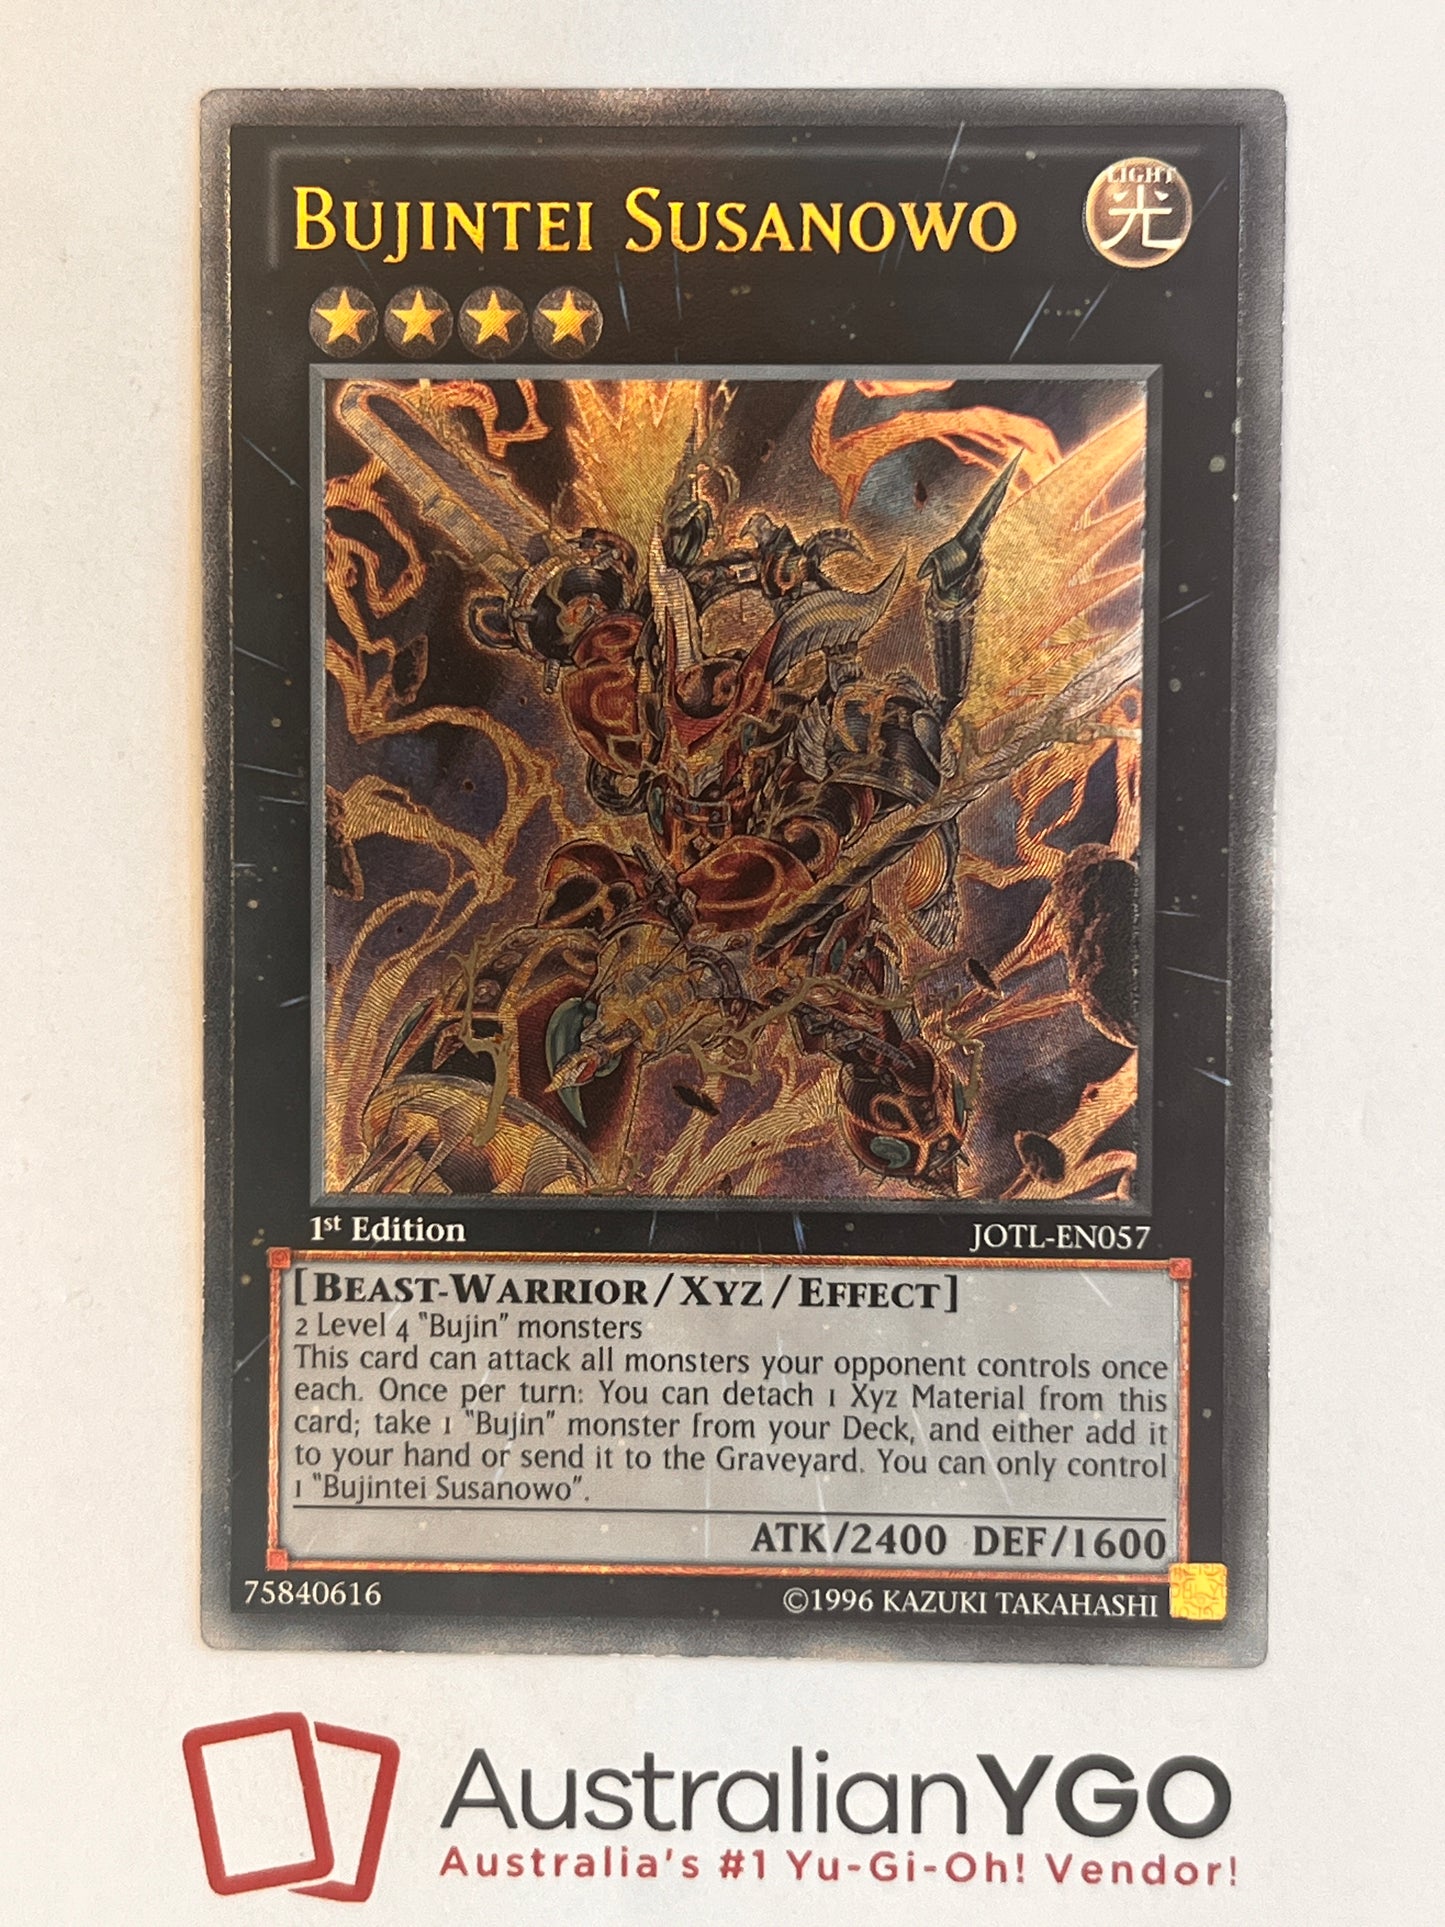 BUJINTEI SUSANOWO
LIGHT
光
1st Edition
JOTL-EN057
[BEAST-WARRIOR/XYZ/EFFECT]
2 Level 4 "Bujin" monsters
This card can attack all monsters your opponent controls once
each. Once per turn: You can detach 1 Xyz Material from this
card; take 1 "Bujin" monster from your Deck, and either add it
to your hand or send it to the Graveyard. You can only control
1 "Bujintei Susanowo".
ATK/2400 DEF/1600
75840616
©1996 KAZUKI TAKAHASHI
AustralianYGO
Australia's #1 Yu-Gi-Oh! Vendor!